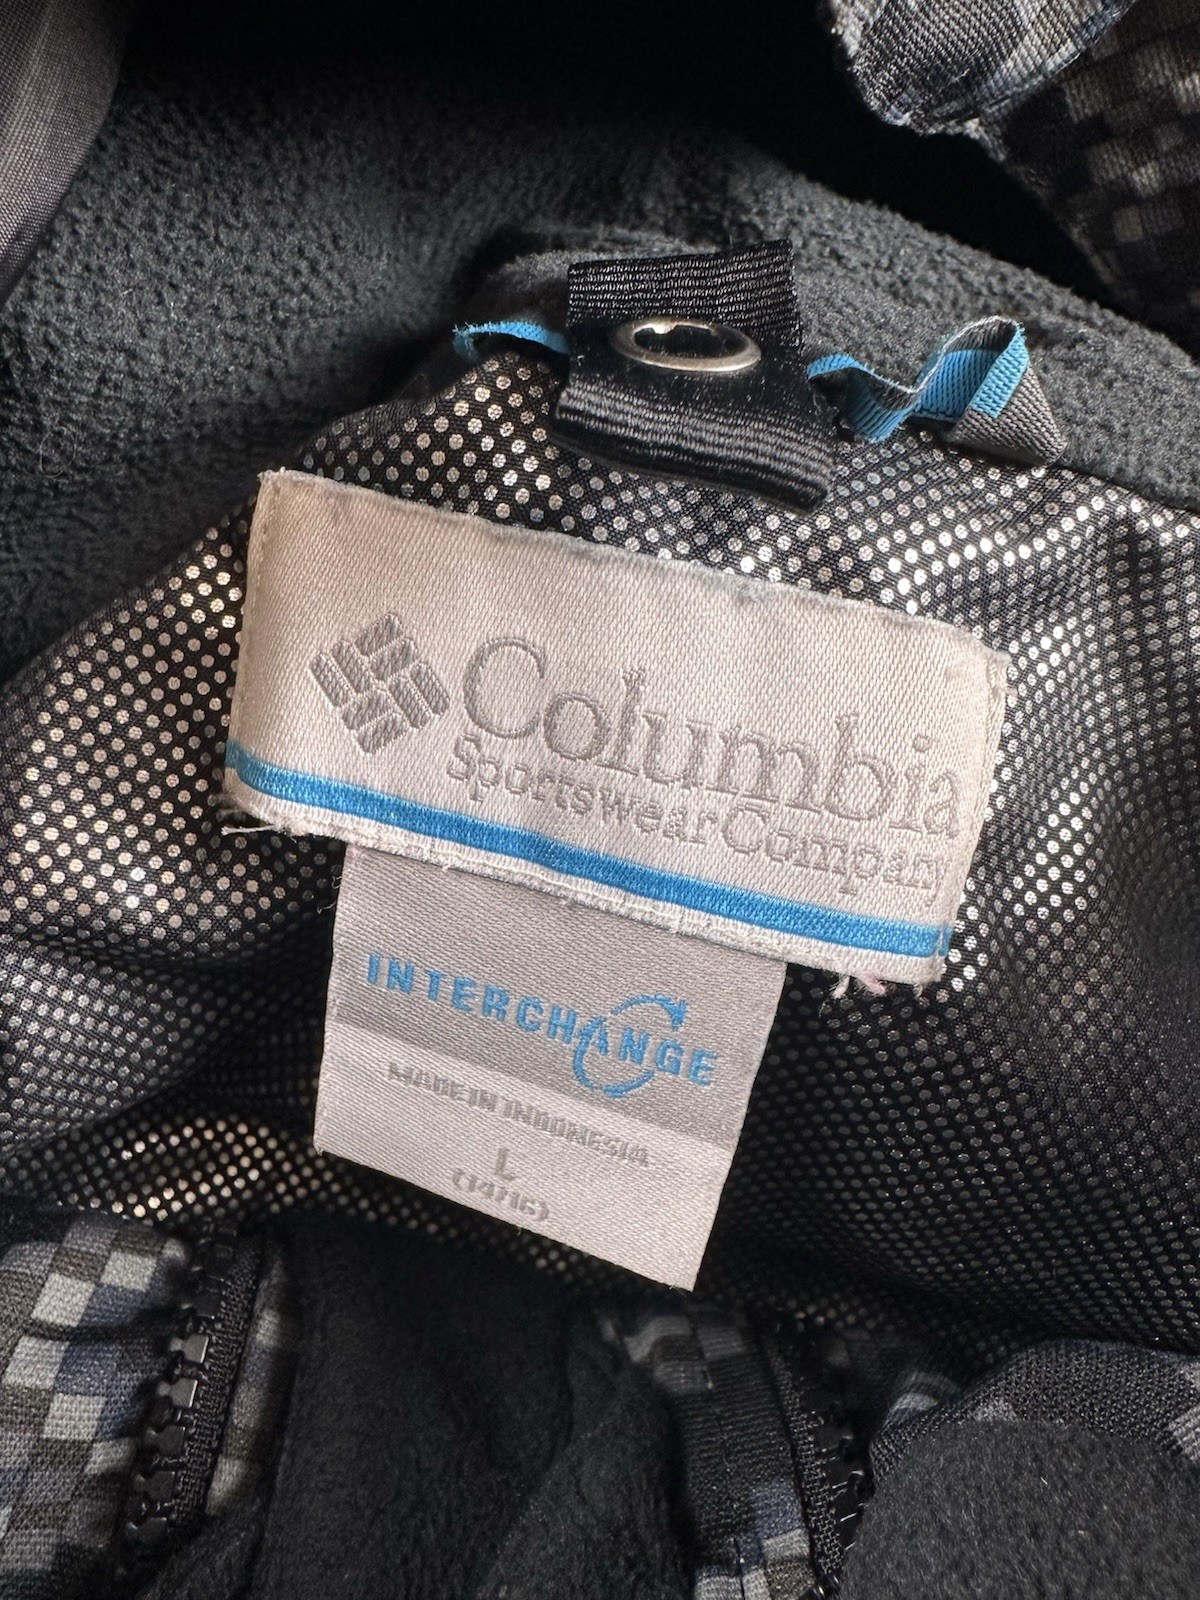 Columbia
Sportswear Company
INTERCHANGE
MADE IN INDONESIA
L
(14/16)